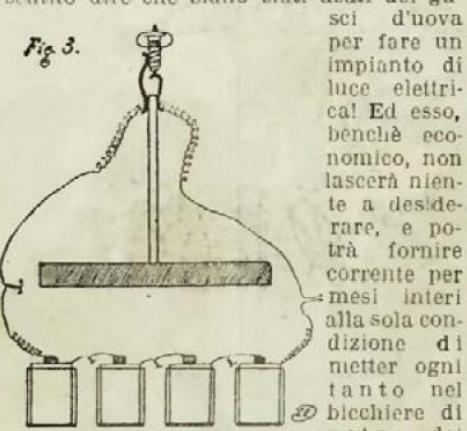 sci d'uova
Fig. 3.
per fare un
impianto di
luce elettri-
ca! Ed esso,
benchè eco-
nomico, non
lascerà nien-
te a deside-
rare, e po-
trà fornire
corrente per
mesi interi
alla sola con-
dizione di
metter ogni
tanto nel
bicchiere di